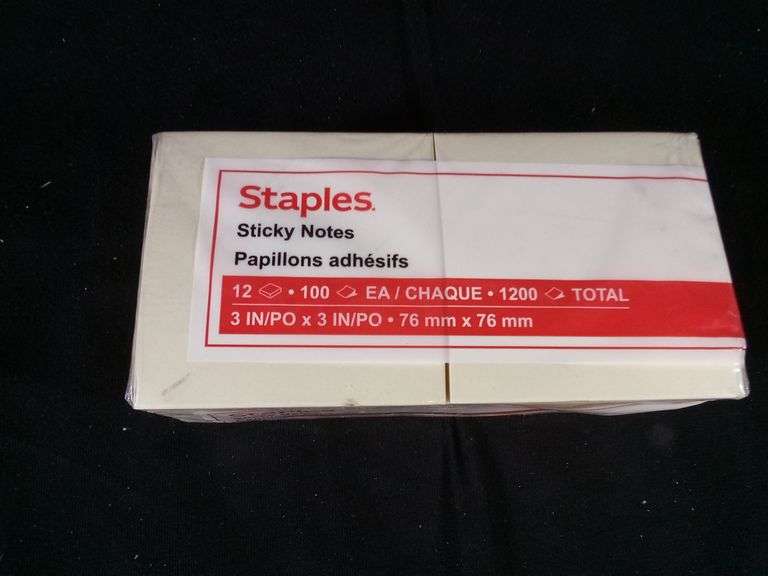 Staples
Sticky Notes
Papillons adhésifs
12 • 100 EA / CHAQUE • 1200 TOTAL
3 IN/PO x 3 IN/PO • 76 mm x 76 mm